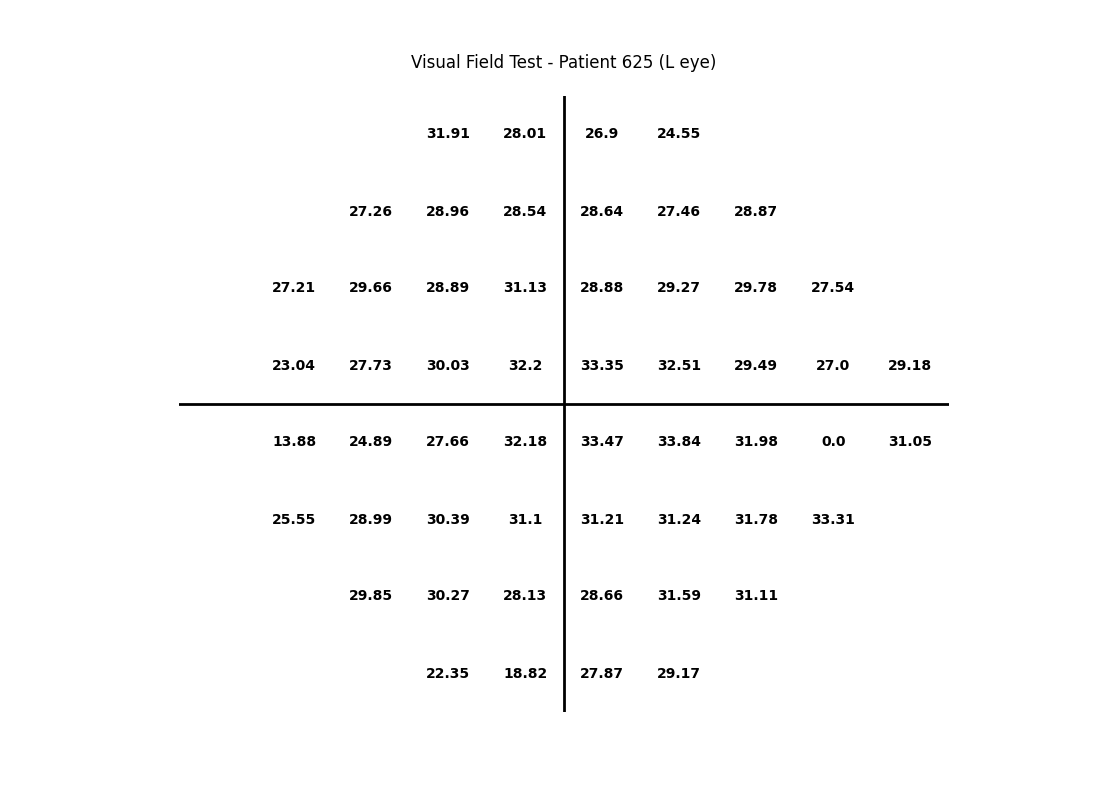 Visual Field Test - Patient 625 (L eye)
31.91 28.01 26.9 24.55
27.26 28.96 28.54 28.64 27.46 28.87
27.21 29.66 28.89 31.13 28.88 29.27 29.78 27.54
23.04 27.73 30.03 32.2 33.35 32.51 29.49 27.0 29.18
13.88 24.89 27.66 32.18 33.47 33.84 31.98 0.0 31.05
25.55 28.99 30.39 31.1 31.21 31.24 31.78 33.31
29.85 30.27 28.13 28.66 31.59 31.11
22.35 18.82 27.87 29.17